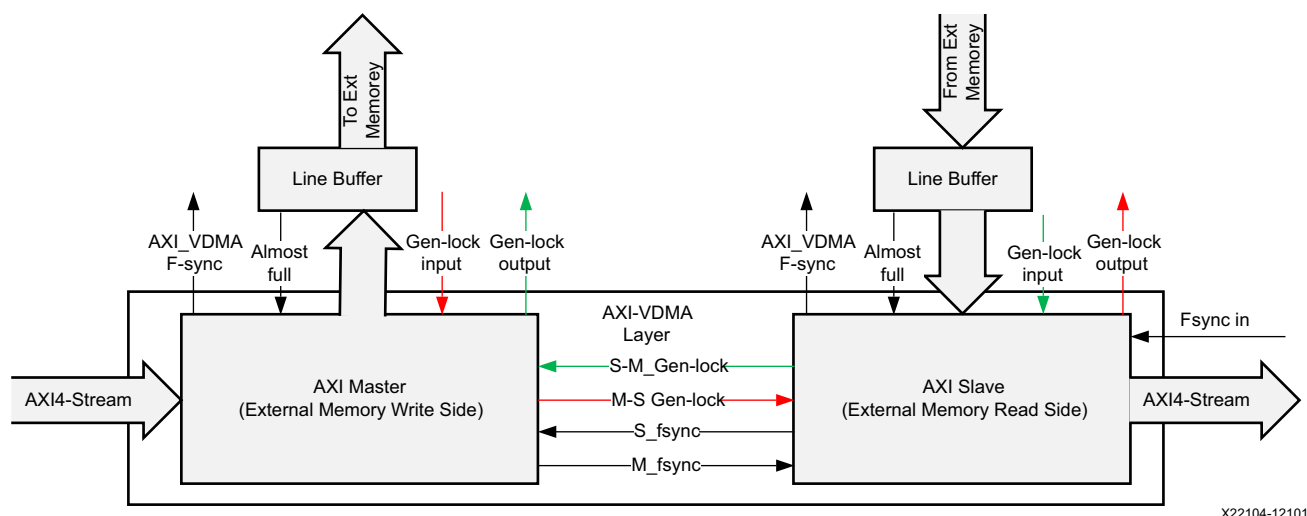 To Ext
Memorey
From Ext
Memorey
Line Buffer
Line Buffer
AXI_VDMA
F-sync
Almost
full
Gen-lock
input
Gen-lock
output
AXI_VDMA
F-sync
Almost
full
Gen-lock
input
Gen-lock
output
AXI-VDMA
Layer
Fsync in
AXI4-Stream
AXI Master
(External Memory Write Side)
S-M_Gen-lock
M-S Gen-lock
S_fsync
M_fsync
AXI Slave
(External Memory Read Side)
AXI4-Stream
X22104-12101